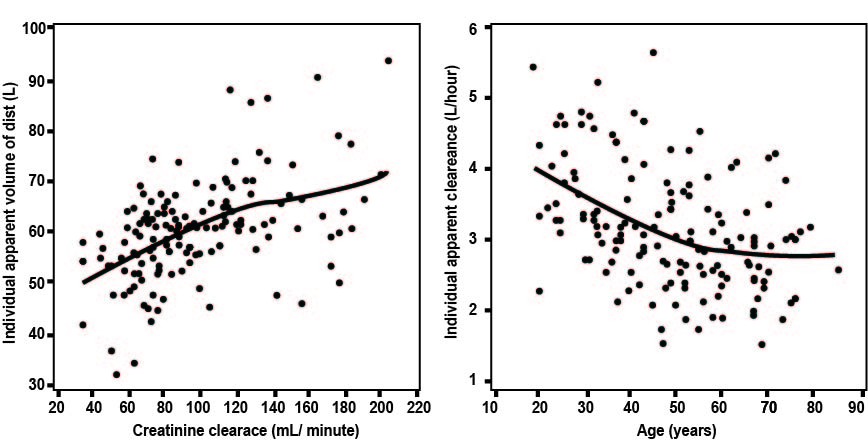 Individual apparent volume of dist (L)
100
90
80
70
60
50
40
30
20 40 60 80 100 120 140 160 180 200 220
Creatinine clearace (mL/ minute)
Individual apparent cleareance (L/hour)
6
5
4
3
2
1
10 20 30 40 50 60 70 80 90
Age (years)